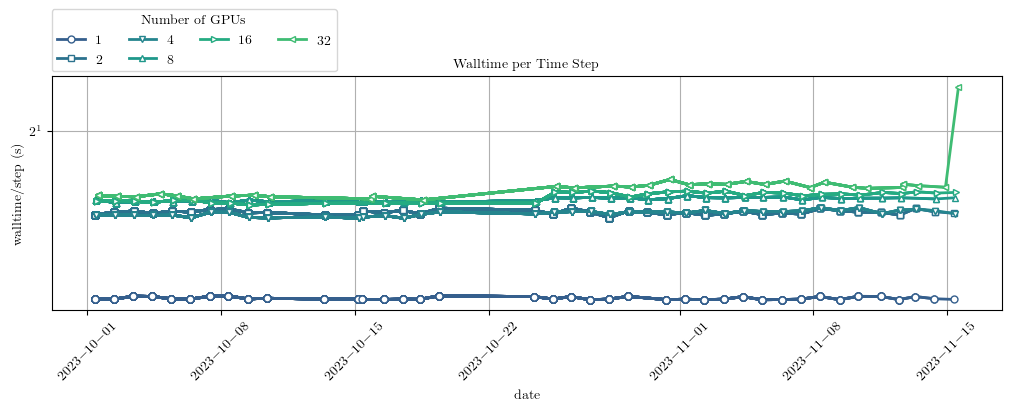 Number of GPUs
1 4 16 32
2 8
Walltime per Time Step
2^1
walltime/step (s)
2023−10−01 2023−10−08 2023−10−15 2023−10−22 2023−11−01 2023−11−08 2023−11−15
date